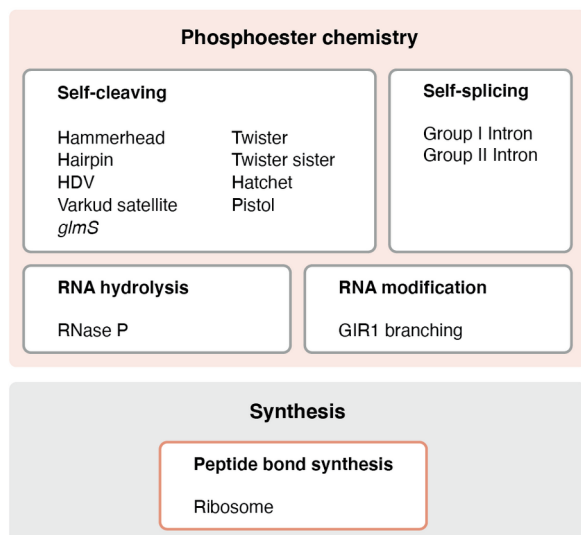 Phosphoester chemistry
Self-cleaving
Hammerhead
Hairpin
HDV
Varkud satellite
glmS
Twister
Twister sister
Hatchet
Pistol
Self-splicing
Group I Intron
Group II Intron
RNA hydrolysis
RNase P
RNA modification
GIR1 branching
Synthesis
Peptide bond synthesis
Ribosome